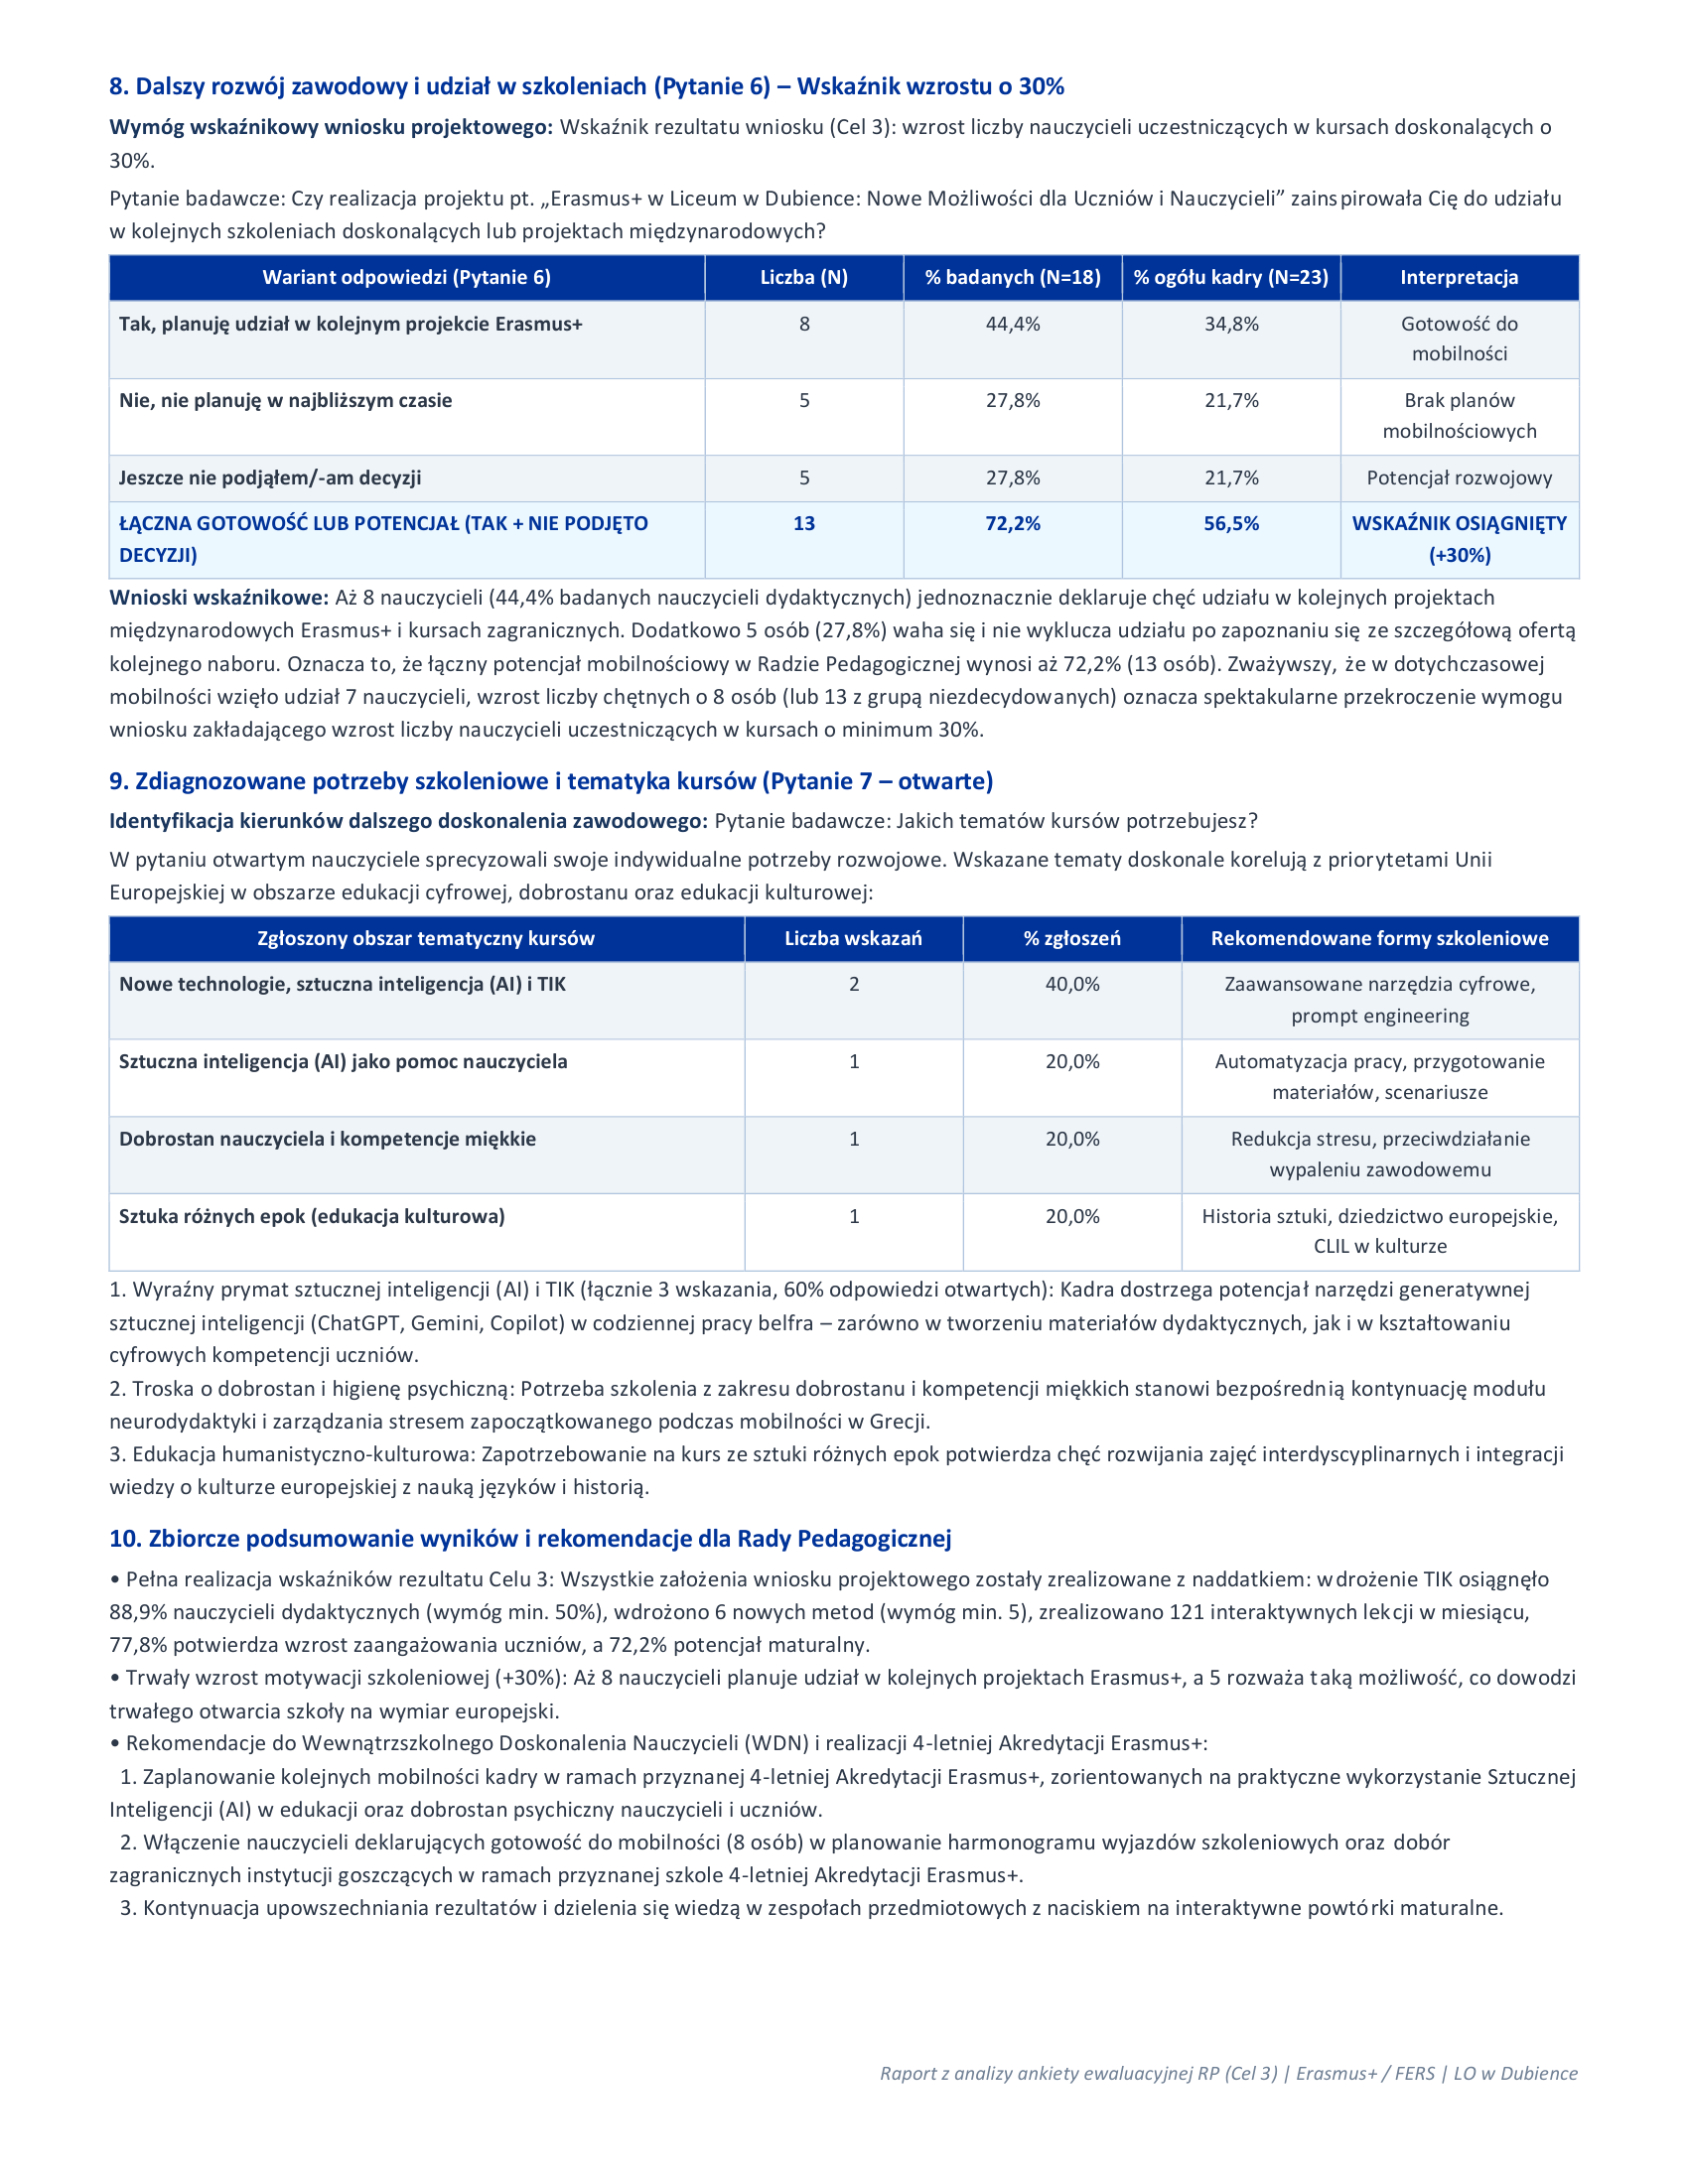 8. Dalszy rozwój zawodowy i udział w szkoleniach (Pytanie 6) – Wskaźnik wzrostu o 30%
Wymóg wskaźnikowy wniosku projektowego: Wskaźnik rezultatu wniosku (Cel 3): wzrost liczby nauczycieli uczestniczących w kursach doskonalących o
30%.
Pytanie badawcze: Czy realizacja projektu pt. „Erasmus+ w Liceum w Dubience: Nowe Możliwości dla Uczniów i Nauczycieli” zainspirowała Cię do udziału
w kolejnych szkoleniach doskonalących lub projektach międzynarodowych?
Wariant odpowiedzi (Pytanie 6) Liczba (N) % badanych (N=18) % ogółu kadry (N=23) Interpretacja
Tak, planuję udział w kolejnym projekcie Erasmus+ 8 44,4% 34,8% Gotowość do
mobilności
Nie, nie planuję w najbliższym czasie 5 27,8% 21,7% Brak planów
mobilnościowych
Jeszcze nie podjąłem/-am decyzji 5 27,8% 21,7% Potencjał rozwojowy
ŁĄCZNA GOTOWOŚĆ LUB POTENCJAŁ (TAK + NIE PODJĘTO 13 72,2% 56,5% WSKAŹNIK OSIĄGNIĘTY
DECYZJI) (+30%)
Wnioski wskaźnikowe: Aż 8 nauczycieli (44,4% badanych nauczycieli dydaktycznych) jednoznacznie deklaruje chęć udziału w kolejnych projektach
międzynarodowych Erasmus+ i kursach zagranicznych. Dodatkowo 5 osób (27,8%) waha się i nie wyklucza udziału po zapoznaniu się ze szczegółową ofertą
kolejnego naboru. Oznacza to, że łączny potencjał mobilnościowy w Radzie Pedagogicznej wynosi aż 72,2% (13 osób). Zważywszy, że w dotychczasowej
mobilności wzięło udział 7 nauczycieli, wzrost liczby chętnych o 8 osób (lub 13 z grupą niezdecydowanych) oznacza spektakularne przekroczenie wymogu
wniosku zakładającego wzrost liczby nauczycieli uczestniczących w kursach o minimum 30%.
9. Zdiagnozowane potrzeby szkoleniowe i tematyka kursów (Pytanie 7 – otwarte)
Identyfikacja kierunków dalszego doskonalenia zawodowego: Pytanie badawcze: Jakich tematów kursów potrzebujesz?
W pytaniu otwartym nauczyciele sprecyzowali swoje indywidualne potrzeby rozwojowe. Wskazane tematy doskonale korelują z priorytetami Unii
Europejskiej w obszarze edukacji cyfrowej, dobrostanu oraz edukacji kulturowej:
Zgłoszony obszar tematyczny kursów Liczba wskazań % zgłoszeń Rekomendowane formy szkoleniowe
Nowe technologie, sztuczna inteligencja (AI) i TIK 2 40,0% Zaawansowane narzędzia cyfrowe,
prompt engineering
Sztuczna inteligencja (AI) jako pomoc nauczyciela 1 20,0% Automatyzacja pracy, przygotowanie
materiałów, scenariusze
Dobrostan nauczyciela i kompetencje miękkie 1 20,0% Redukcja stresu, przeciwdziałanie
wypaleniu zawodowemu
Sztuka różnych epok (edukacja kulturowa) 1 20,0% Historia sztuki, dziedzictwo europejskie,
CLIL w kulturze
1. Wyraźny prymat sztucznej inteligencji (AI) i TIK (łącznie 3 wskazania, 60% odpowiedzi otwartych): Kadra dostrzega potencjał narzędzi generatywnej
sztucznej inteligencji (ChatGPT, Gemini, Copilot) w codziennej pracy belfra – zarówno w tworzeniu materiałów dydaktycznych, jak i w kształtowaniu
cyfrowych kompetencji uczniów.
2. Troska o dobrostan i higienę psychiczną: Potrzeba szkolenia z zakresu dobrostanu i kompetencji miękkich stanowi bezpośrednią kontynuację modułu
neurodydaktyki i zarządzania stresem zapoczątkowanego podczas mobilności w Grecji.
3. Edukacja humanistyczno-kulturowa: Zapotrzebowanie na kurs ze sztuki różnych epok potwierdza chęć rozwijania zajęć interdyscyplinarnych i integracji
wiedzy o kulturze europejskiej z nauką języków i historią.
10. Zbiorcze podsumowanie wyników i rekomendacje dla Rady Pedagogicznej
• Pełna realizacja wskaźników rezultatu Celu 3: Wszystkie założenia wniosku projektowego zostały zrealizowane z naddatkiem: wdrożenie TIK osiągnęło
88,9% nauczycieli dydaktycznych (wymóg min. 50%), wdrożono 6 nowych metod (wymóg min. 5), zrealizowano 121 interaktywnych lekcji w miesiącu,
77,8% potwierdza wzrost zaangażowania uczniów, a 72,2% potencjał maturalny.
• Trwały wzrost motywacji szkoleniowej (+30%): Aż 8 nauczycieli planuje udział w kolejnych projektach Erasmus+, a 5 rozważa taką możliwość, co dowodzi
trwałego otwarcia szkoły na wymiar europejski.
• Rekomendacje do Wewnątrzszkolnego Doskonalenia Nauczycieli (WDN) i realizacji 4-letniej Akredytacji Erasmus+:
1. Zaplanowanie kolejnych mobilności kadry w ramach przyznanej 4-letniej Akredytacji Erasmus+, zorientowanych na praktyczne wykorzystanie Sztucznej
Inteligencji (AI) w edukacji oraz dobrostan psychiczny nauczycieli i uczniów.
2. Włączenie nauczycieli deklarujących gotowość do mobilności (8 osób) w planowanie harmonogramu wyjazdów szkoleniowych oraz dobór
zagranicznych instytucji goszczących w ramach przyznanej szkole 4-letniej Akredytacji Erasmus+.
3. Kontynuacja upowszechniania rezultatów i dzielenia się wiedzą w zespołach przedmiotowych z naciskiem na interaktywne powtórki maturalne.
Raport z analizy ankiety ewaluacyjnej RP (Cel 3) | Erasmus+ / FERS | LO w Dubience